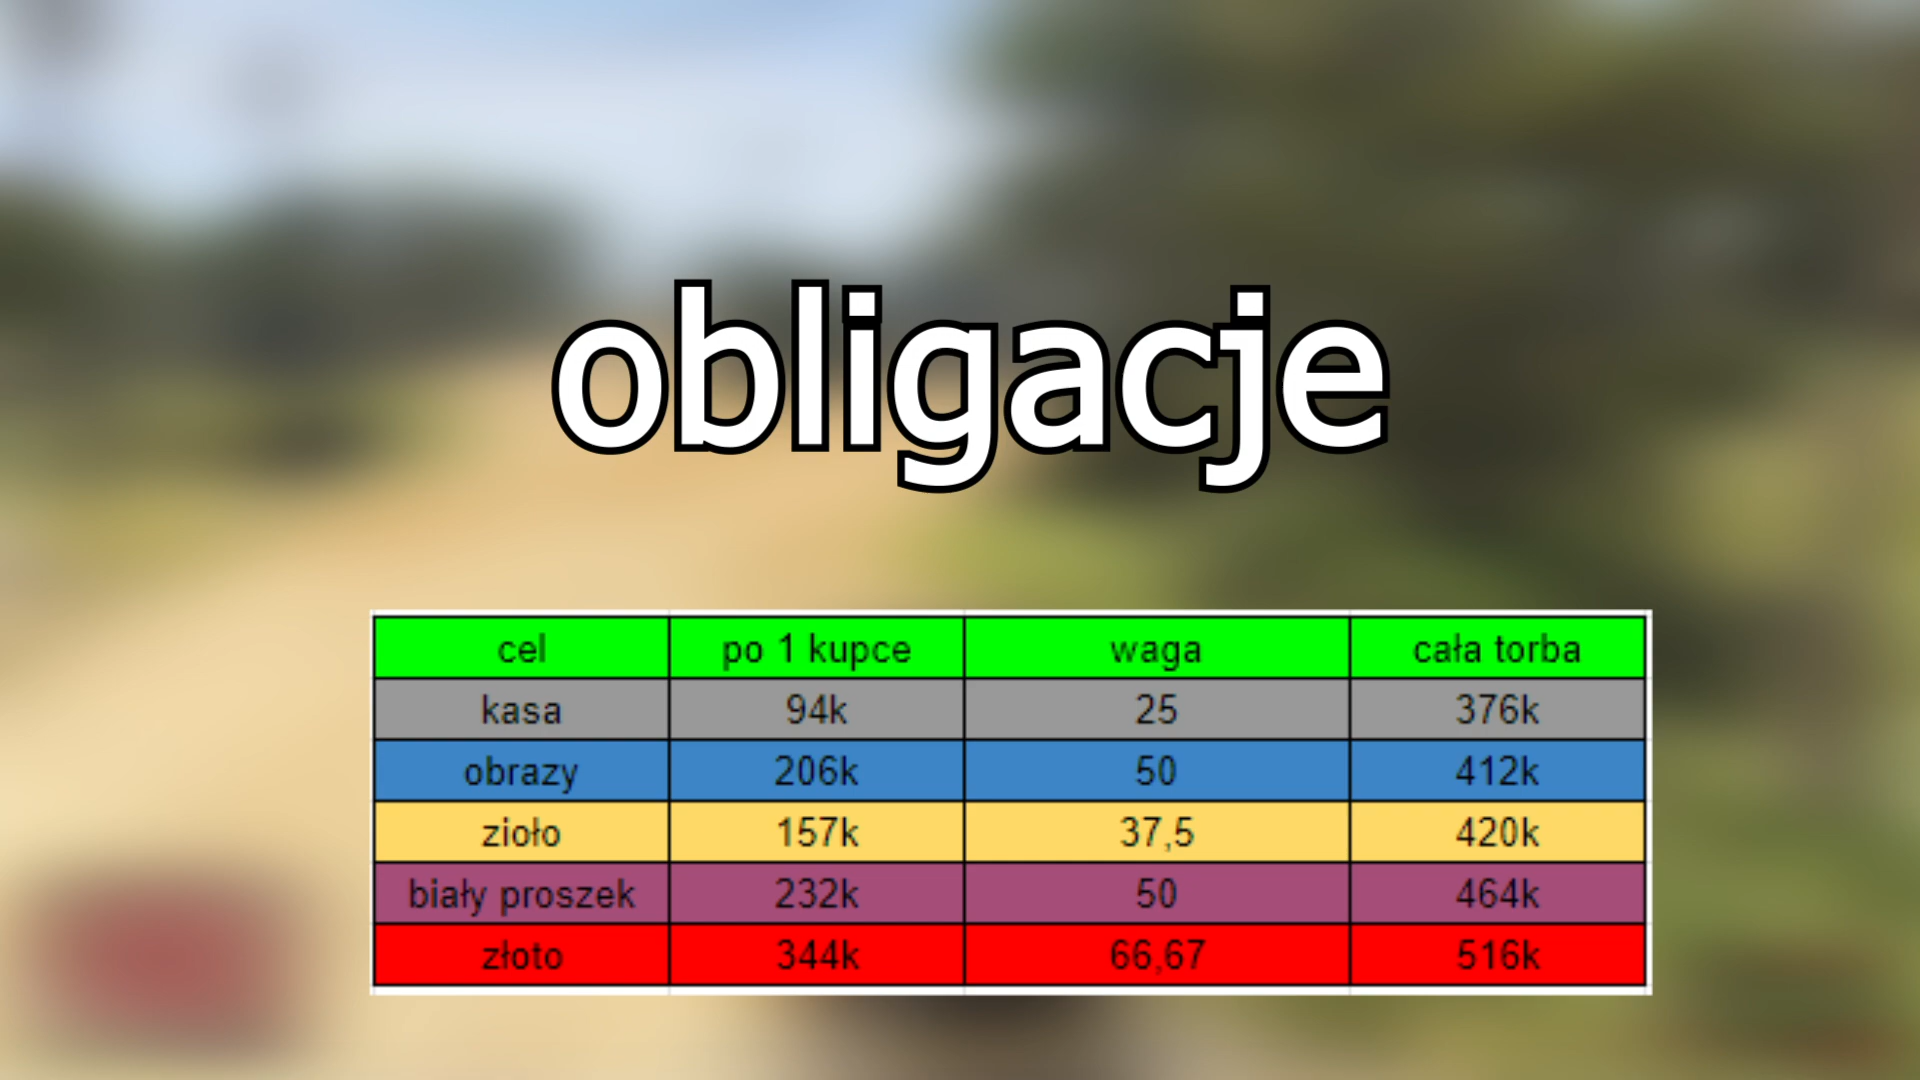 obligacje
cel po 1 kupce waga cała torba
kasa 94k 25 376k
obrazy 206k 50 412k
zioło 157k 37,5 420k
biały proszek 232k 50 464k
złoto 344k 66,67 516k